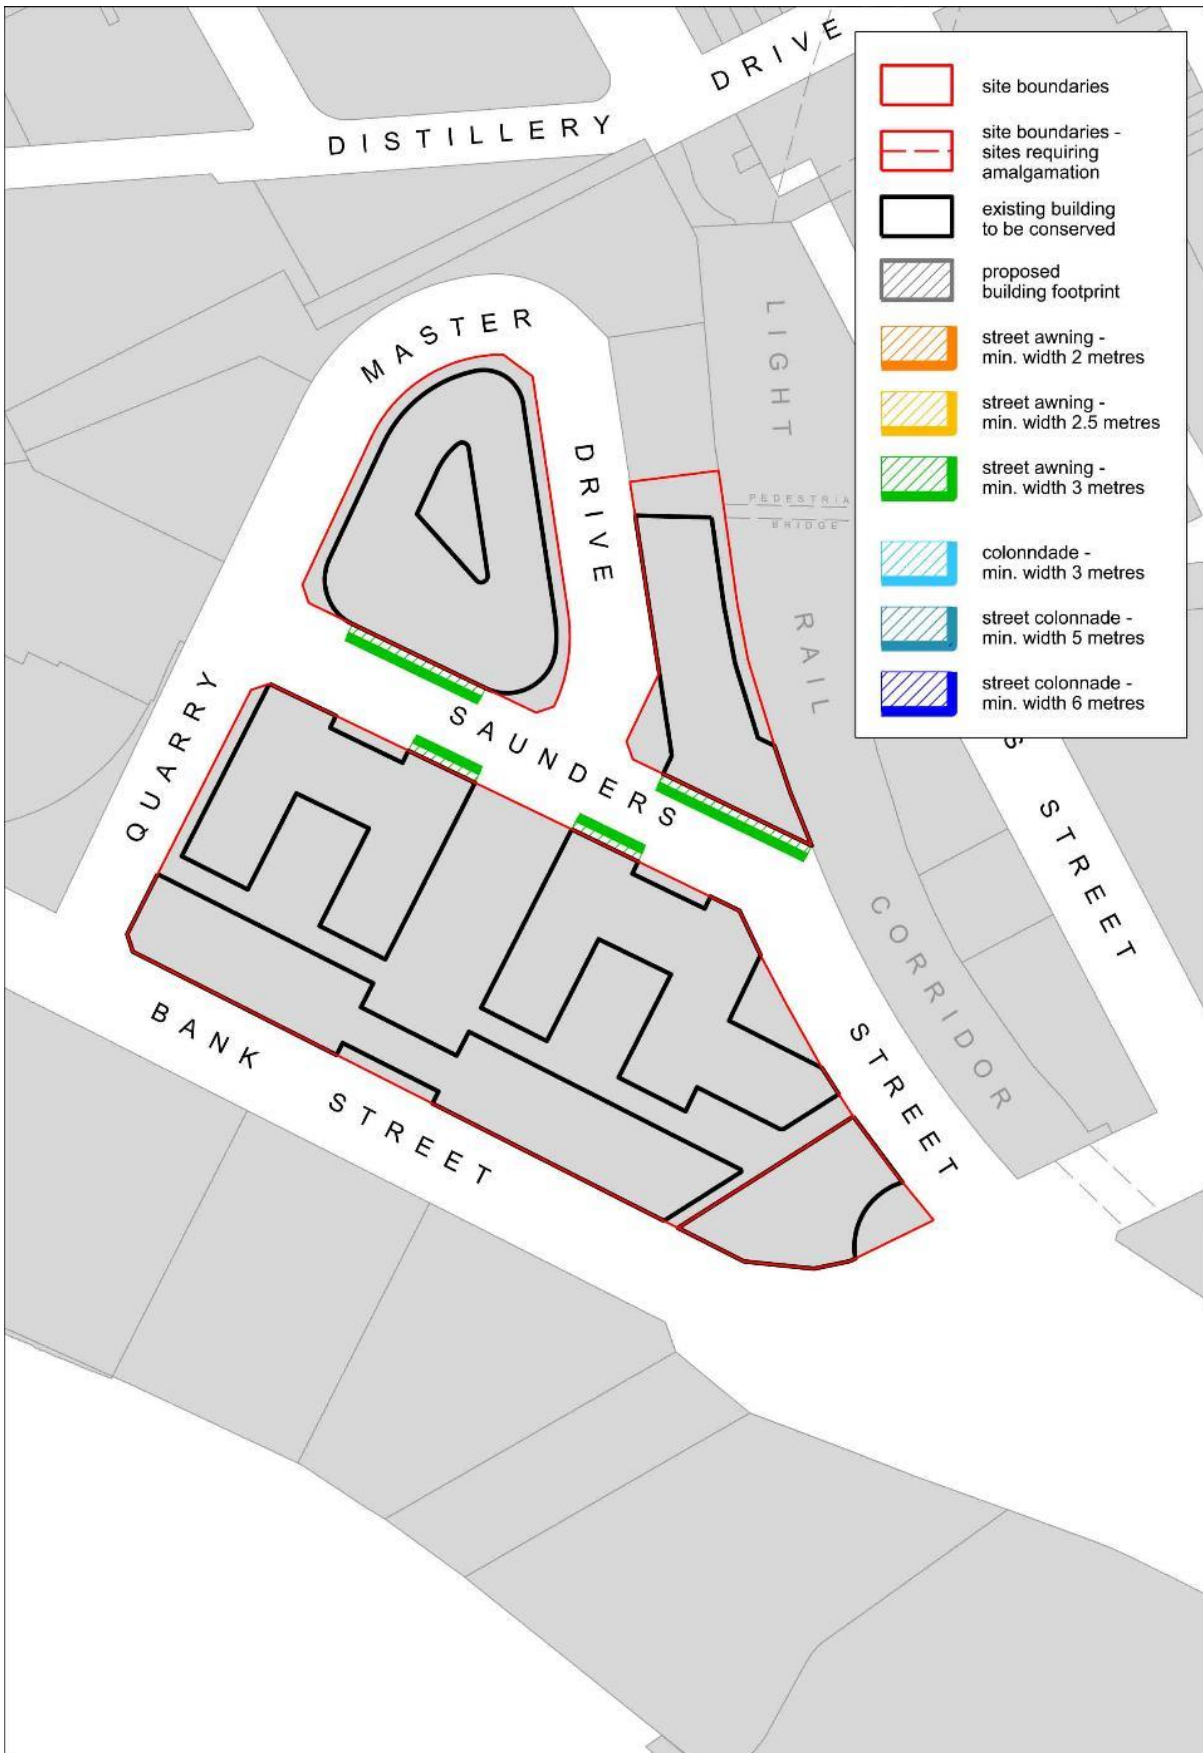 DISTILLERY DRIVE
MASTER
DRIVE
QUARRY
SAUNDERS
STREET
BANK STREET
LIGHT
RAIL
CORRIDOR
PEDESTRIA
BRIDGE
S STREET
site boundaries
site boundaries -
sites requiring
amalgamation
existing building
to be conserved
proposed
building footprint
street awning -
min. width 2 metres
street awning -
min. width 2.5 metres
street awning -
min. width 3 metres
colonndade -
min. width 3 metres
street colonnade -
min. width 5 metres
street colonnade -
min. width 6 metres